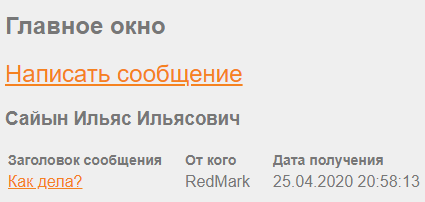 Главное окно
Написать сообщение
Сайын Ильяс Ильясович
Заголовок сообщения От кого Дата получения
Как дела? RedMark 25.04.2020 20:58:13